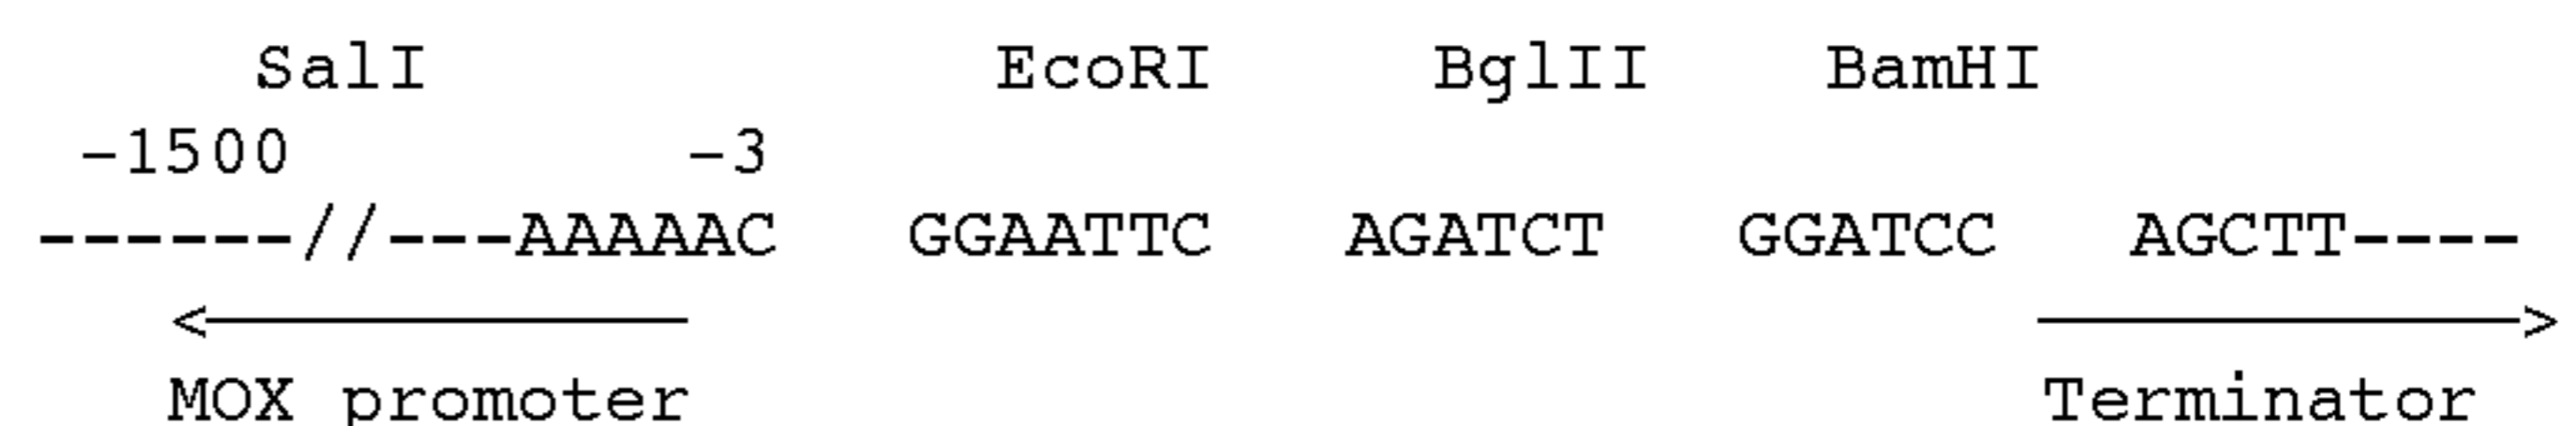 SalI EcoRI BglII BamHI
-1500 -3
------//---AAAAAC GGAATTC AGATCT GGATCC AGCTT----
MOX promoter Terminator